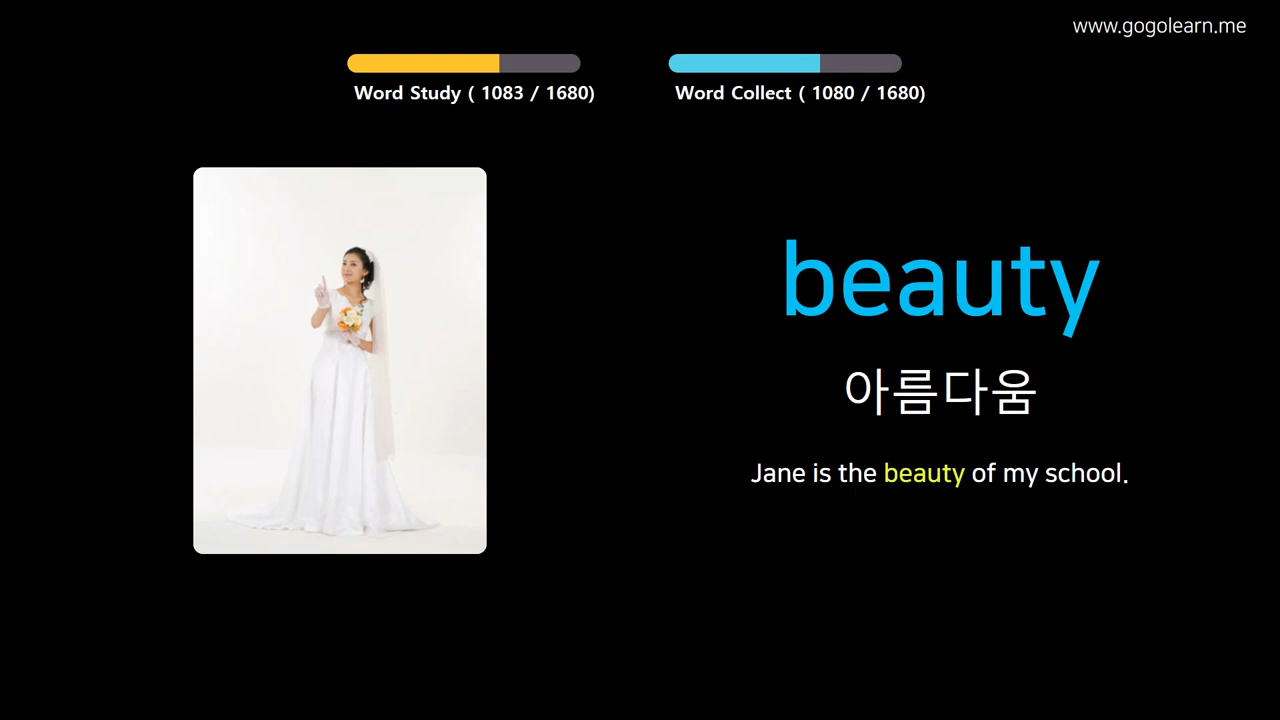 www.gogolearn.me
Word Study ( 1083 / 1680)
Word Collect ( 1080 / 1680)
beauty
아름다움
Jane is the beauty of my school.